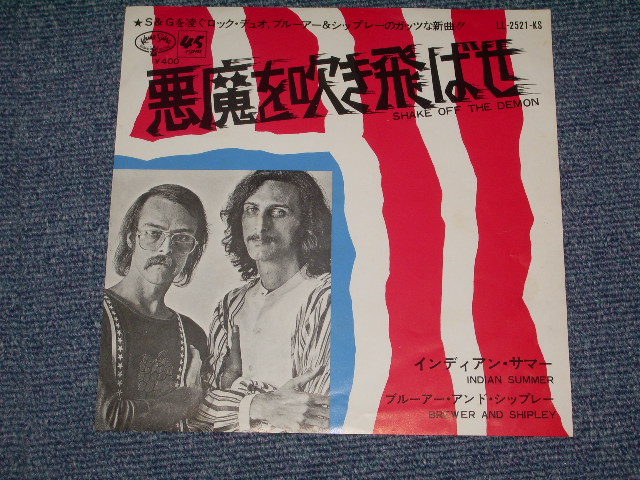 ★S&Gを凌ぐロック・デュオ、ブルーアー&シップレーのガッツな新曲!!
LL-2521-KS
Kama Sutra
45 rpm
¥400
悪魔を吹き飛ばせ
SHAKE OFF THE DEMON
インディアン・サマー
INDIAN SUMMER
ブルーアー・アンド・シップレー
BREWER AND SHIPLEY